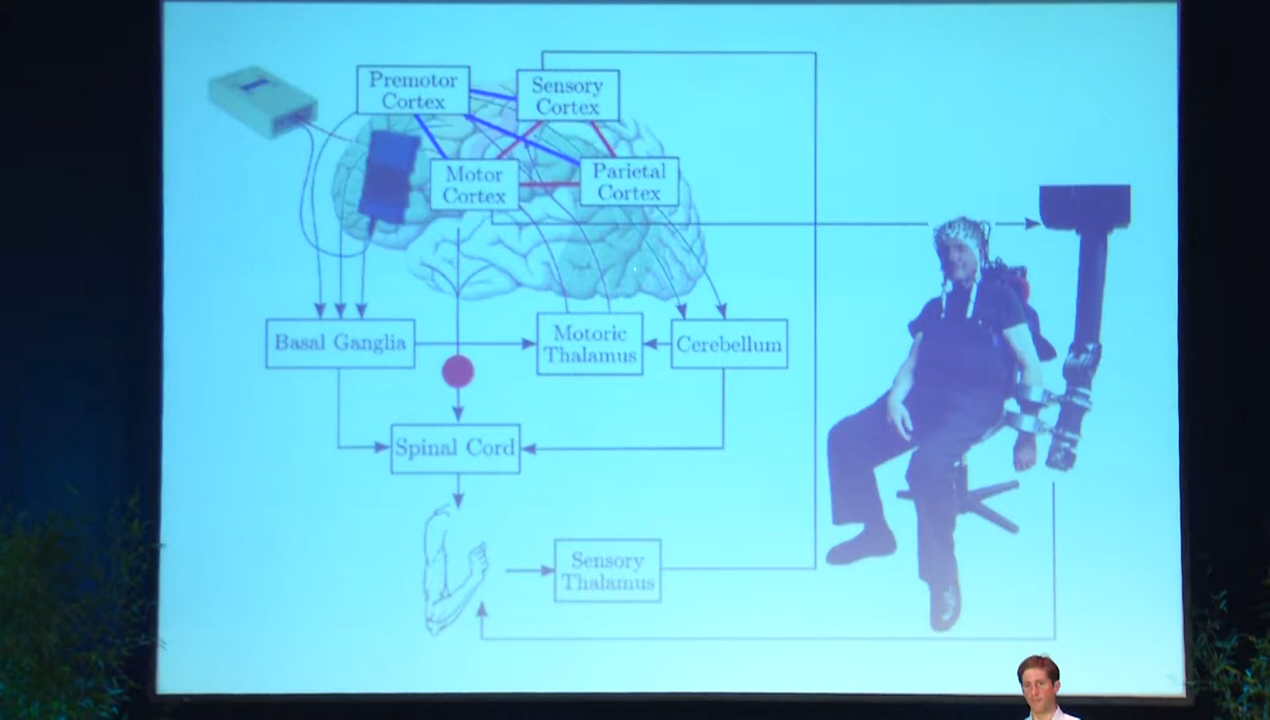 Premotor
Cortex
Sensory
Cortex
Motor
Cortex
Parietal
Cortex
Basal Ganglia
Motoric
Thalamus
Cerebellum
Spinal Cord
Sensory
Thalamus